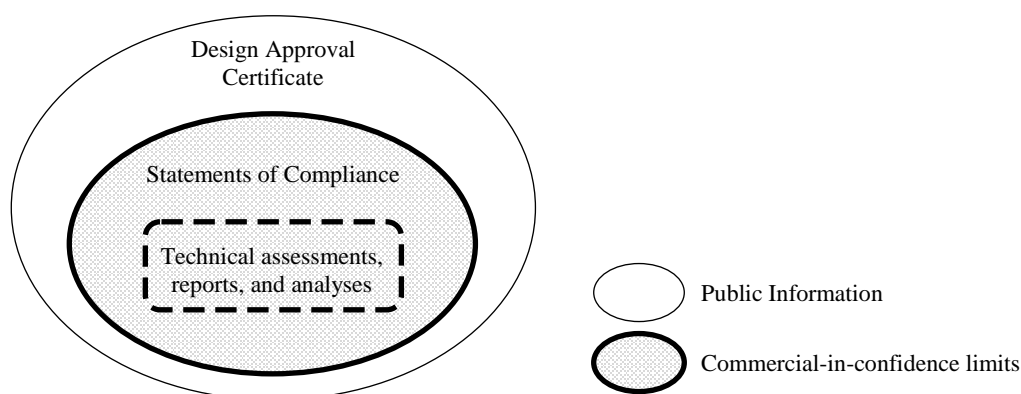 Design Approval
Certificate
Statements of Compliance
Technical assessments,
reports, and analyses
Public Information
Commercial-in-confidence limits